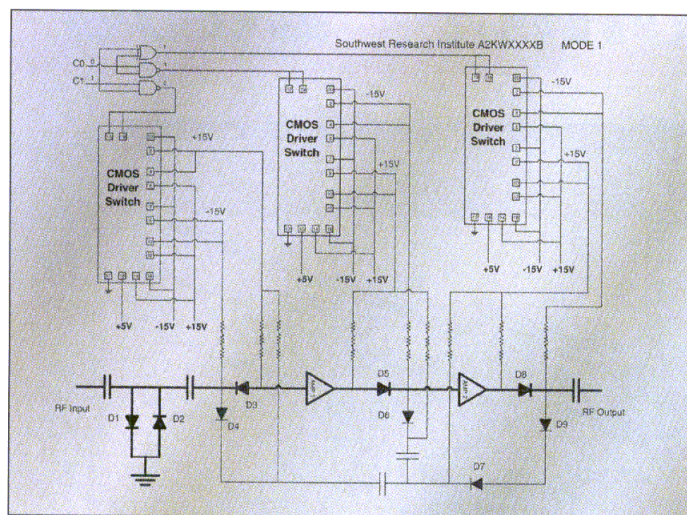 Southwest Research Institute A2KWXXXXB MODE 1
C0
C1
-15V
-15V
+15V
CMOS
Driver
Switch
CMOS
Driver
Switch
CMOS
Driver
Switch
+15V
+15V
-15V
+5V -15V +15V
+5V -15V +15V
+5V -15V +15V
D5
D8
D3
AMP 1
AMP 2
RF Input
D1
D2
D4
D6
D9
RF Output
D7